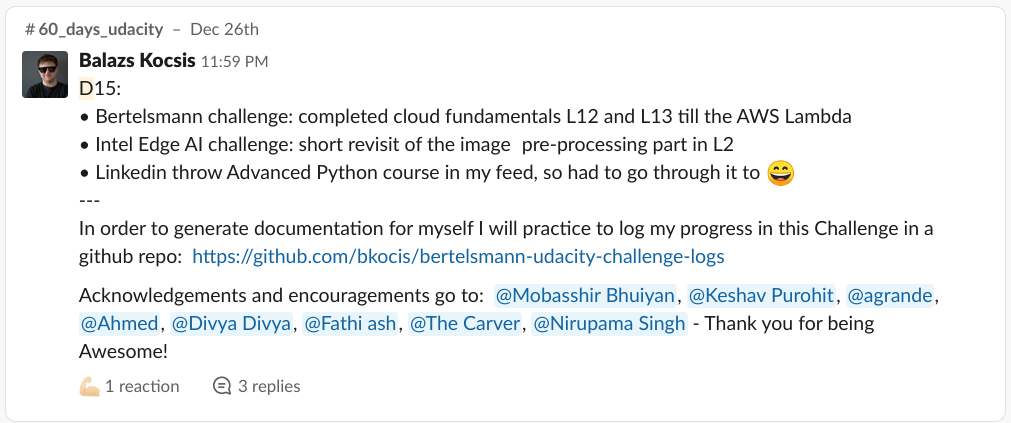 # 60_days_udacity – Dec 26th
Balazs Kocsis 11:59 PM
D15:
• Bertelsmann challenge: completed cloud fundamentals L12 and L13 till the AWS Lambda
• Intel Edge AI challenge: short revisit of the image  pre-processing part in L2
• Linkedin throw Advanced Python course in my feed, so had to go through it to 😄
---
In order to generate documentation for myself I will practice to log my progress in this Challenge in a
github repo:  https://github.com/bkocis/bertelsmann-udacity-challenge-logs
Acknowledgements and encouragements go to:  @Mobasshir Bhuiyan, @Keshav Purohit, @agrande,
@Ahmed, @Divya Divya, @Fathi ash, @The Carver, @Nirupama Singh - Thank you for being
Awesome!
💪🏻 1 reaction 3 replies